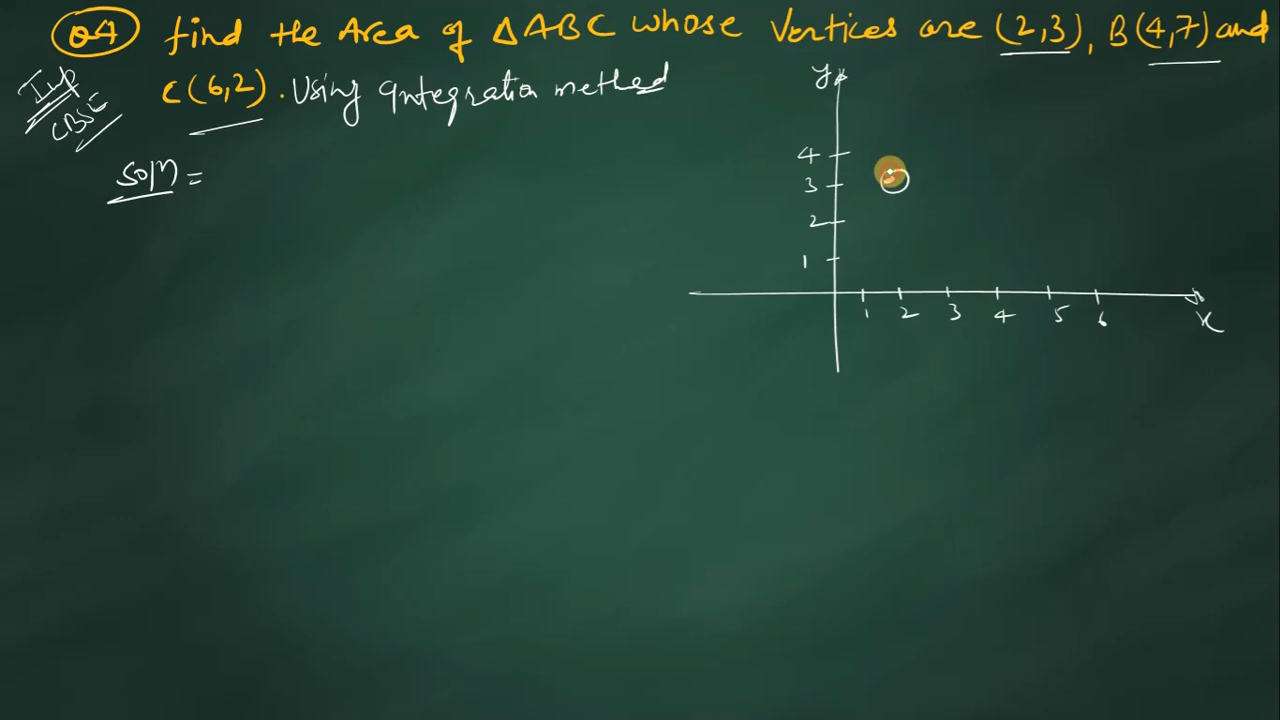 Q4 find the Area of ΔABC whose vertices are (2,3), B(4,7) and
C(6,2). Using Integration method
Imp
CBSE
Soln =
y
4
3
2
1
1 2 3 4 5 6
x